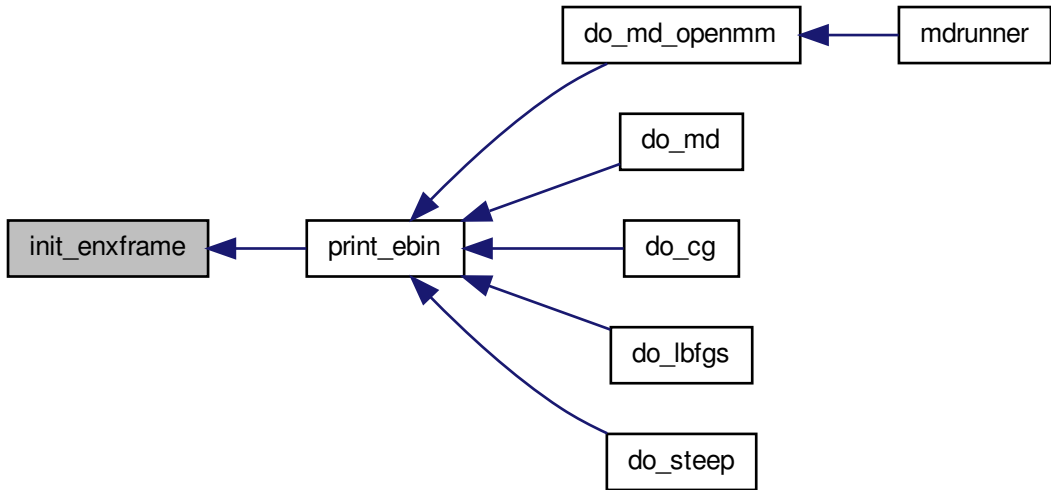 do_md_openmm
mdrunner
do_md
init_enxframe
print_ebin
do_cg
do_lbfgs
do_steep